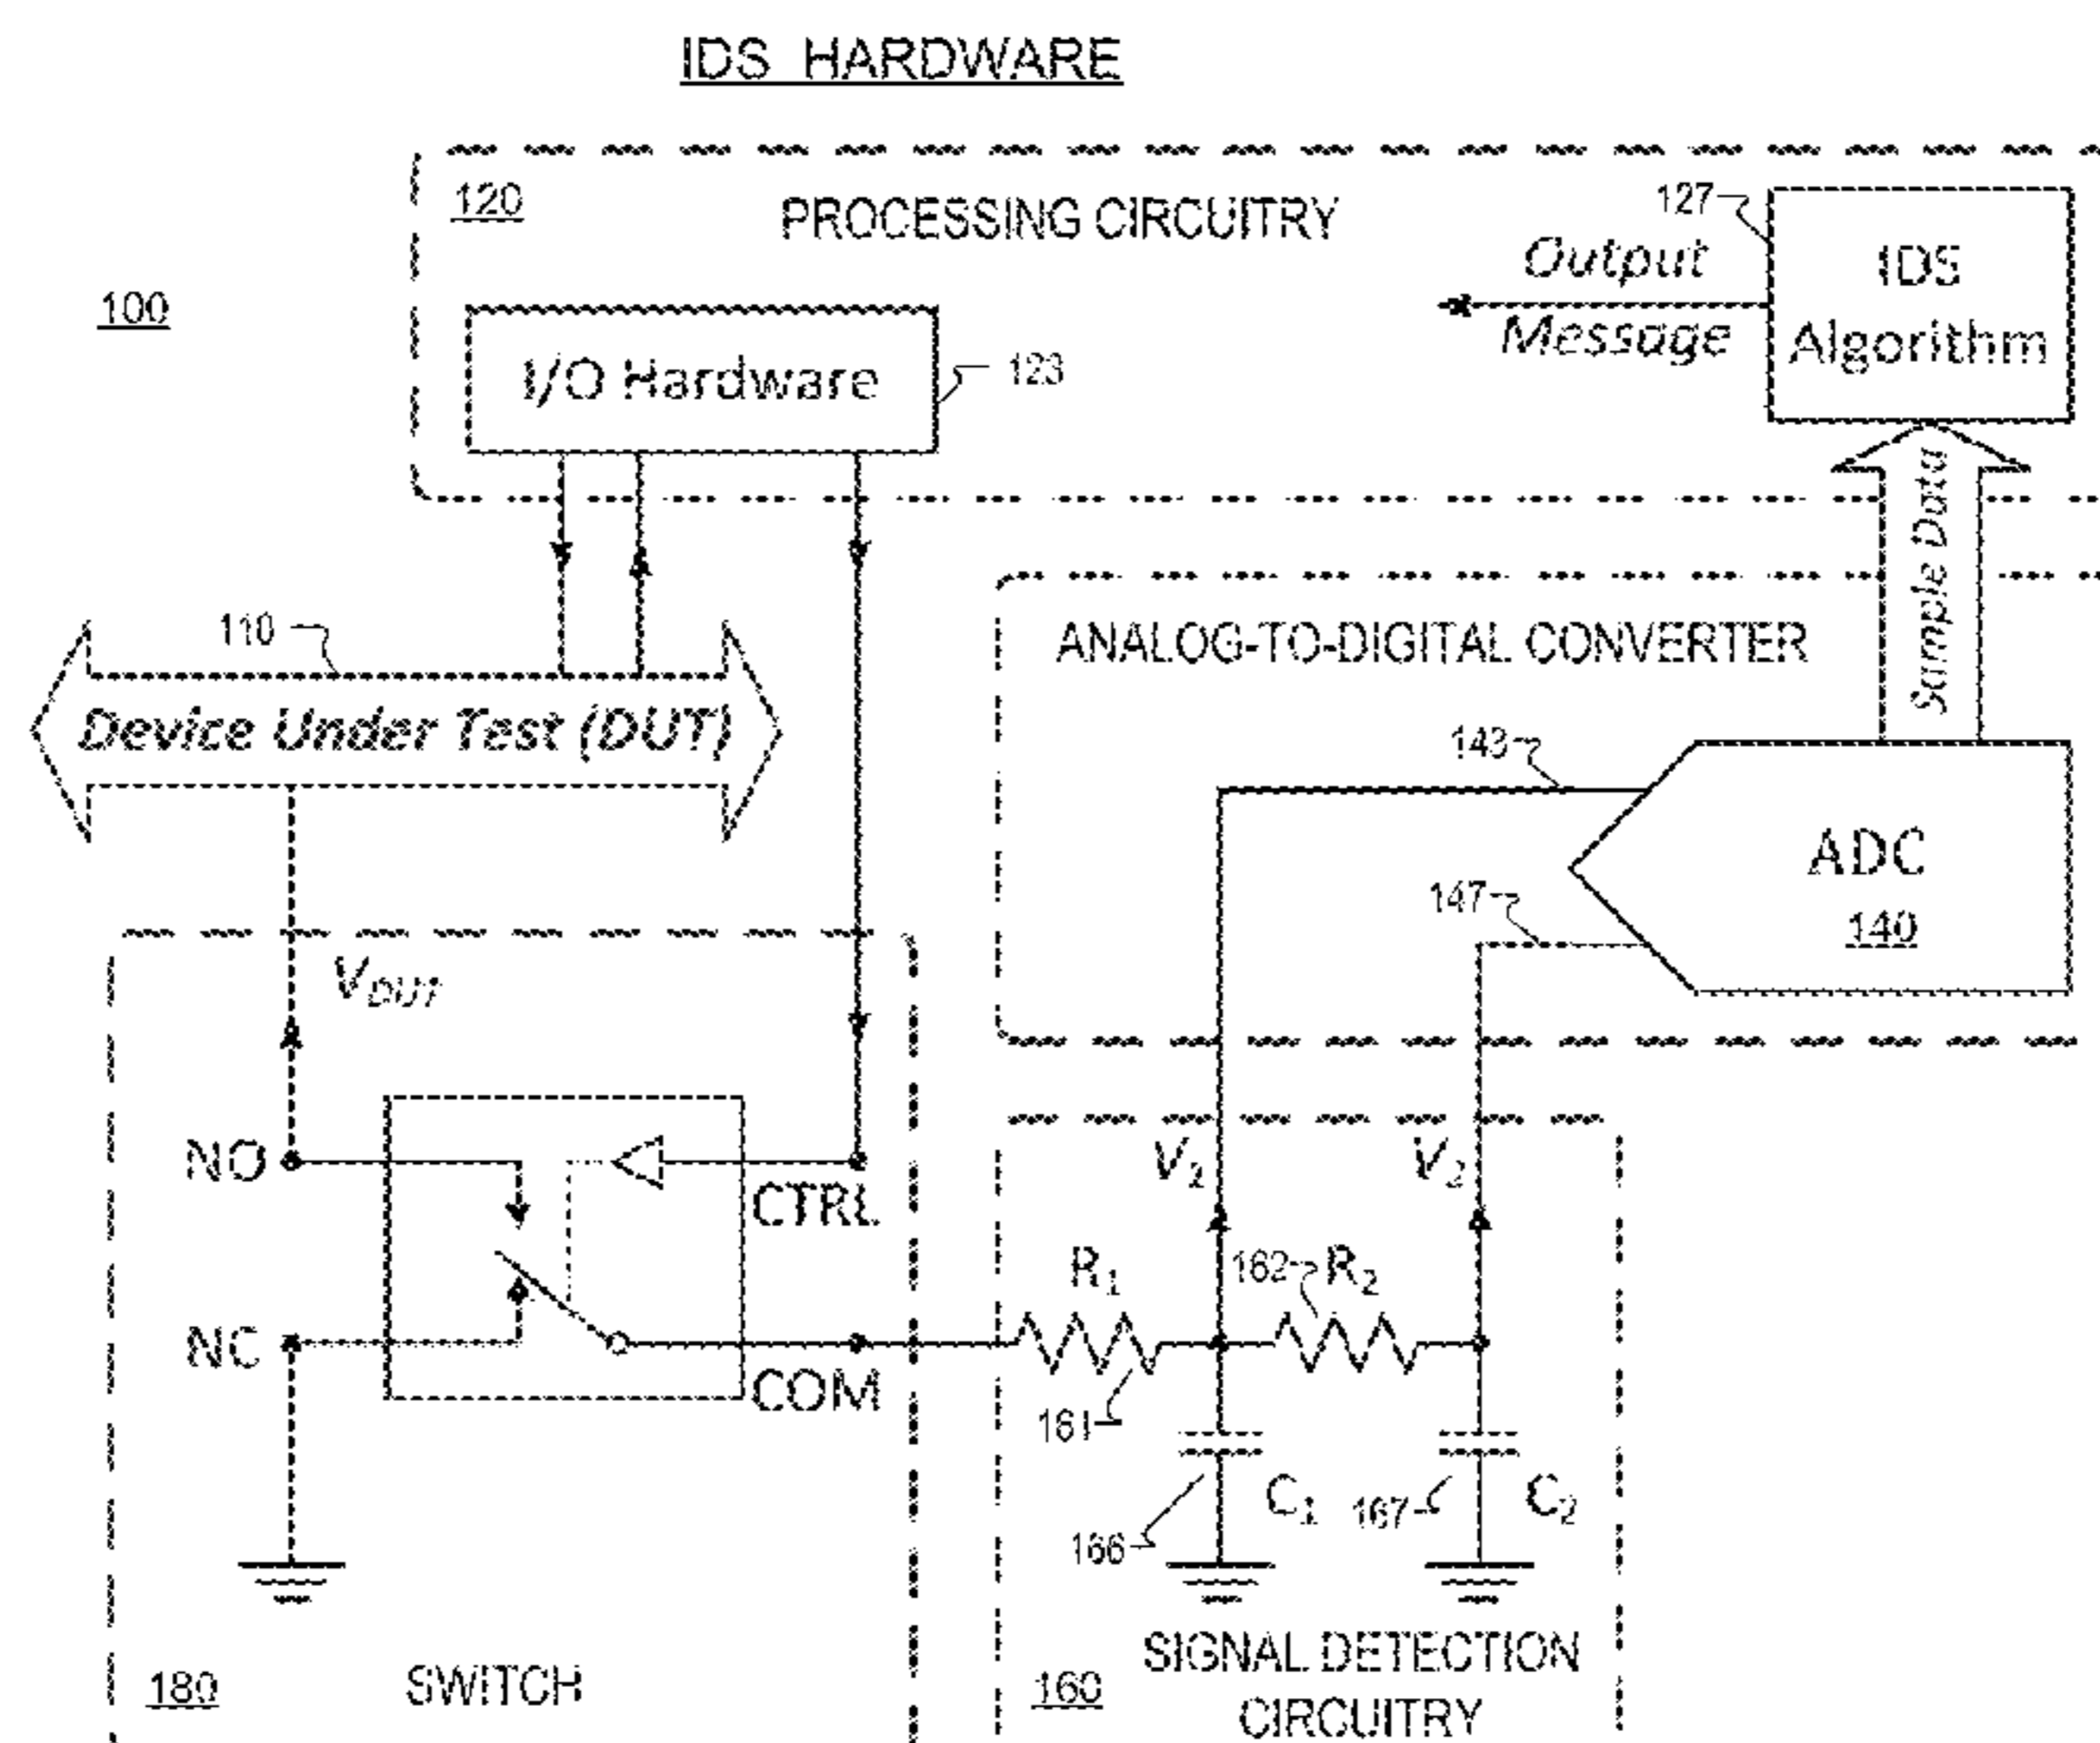 IDS HARDWARE
120
PROCESSING CIRCUITRY
127
IDS
Algorithm
Output
Message
100
I/O Hardware
123
Sample Data
110
Device Under Test (DUT)
ANALOG-TO-DIGITAL CONVERTER
143
147
ADC
140
VDUT
NO
CTRL
NC
COM
V1
V2
R1
162
R2
161
166
C1
167
C2
180
SWITCH
160
SIGNAL DETECTION
CIRCUITRY